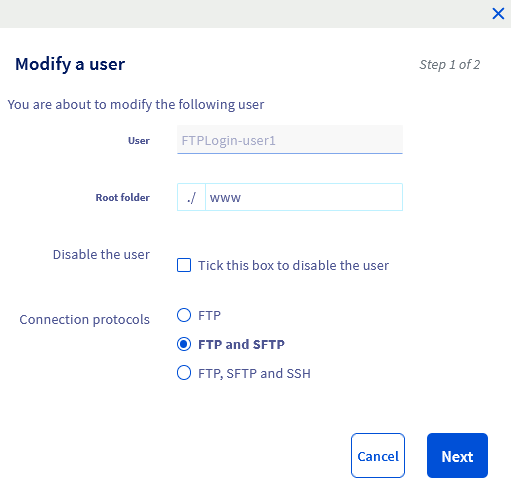 Modify a user
Step 1 of 2
You are about to modify the following user
User
FTPLogin-user1
Root folder
./ www
Disable the user
Tick this box to disable the user
Connection protocols
FTP
FTP and SFTP
FTP, SFTP and SSH
Cancel
Next